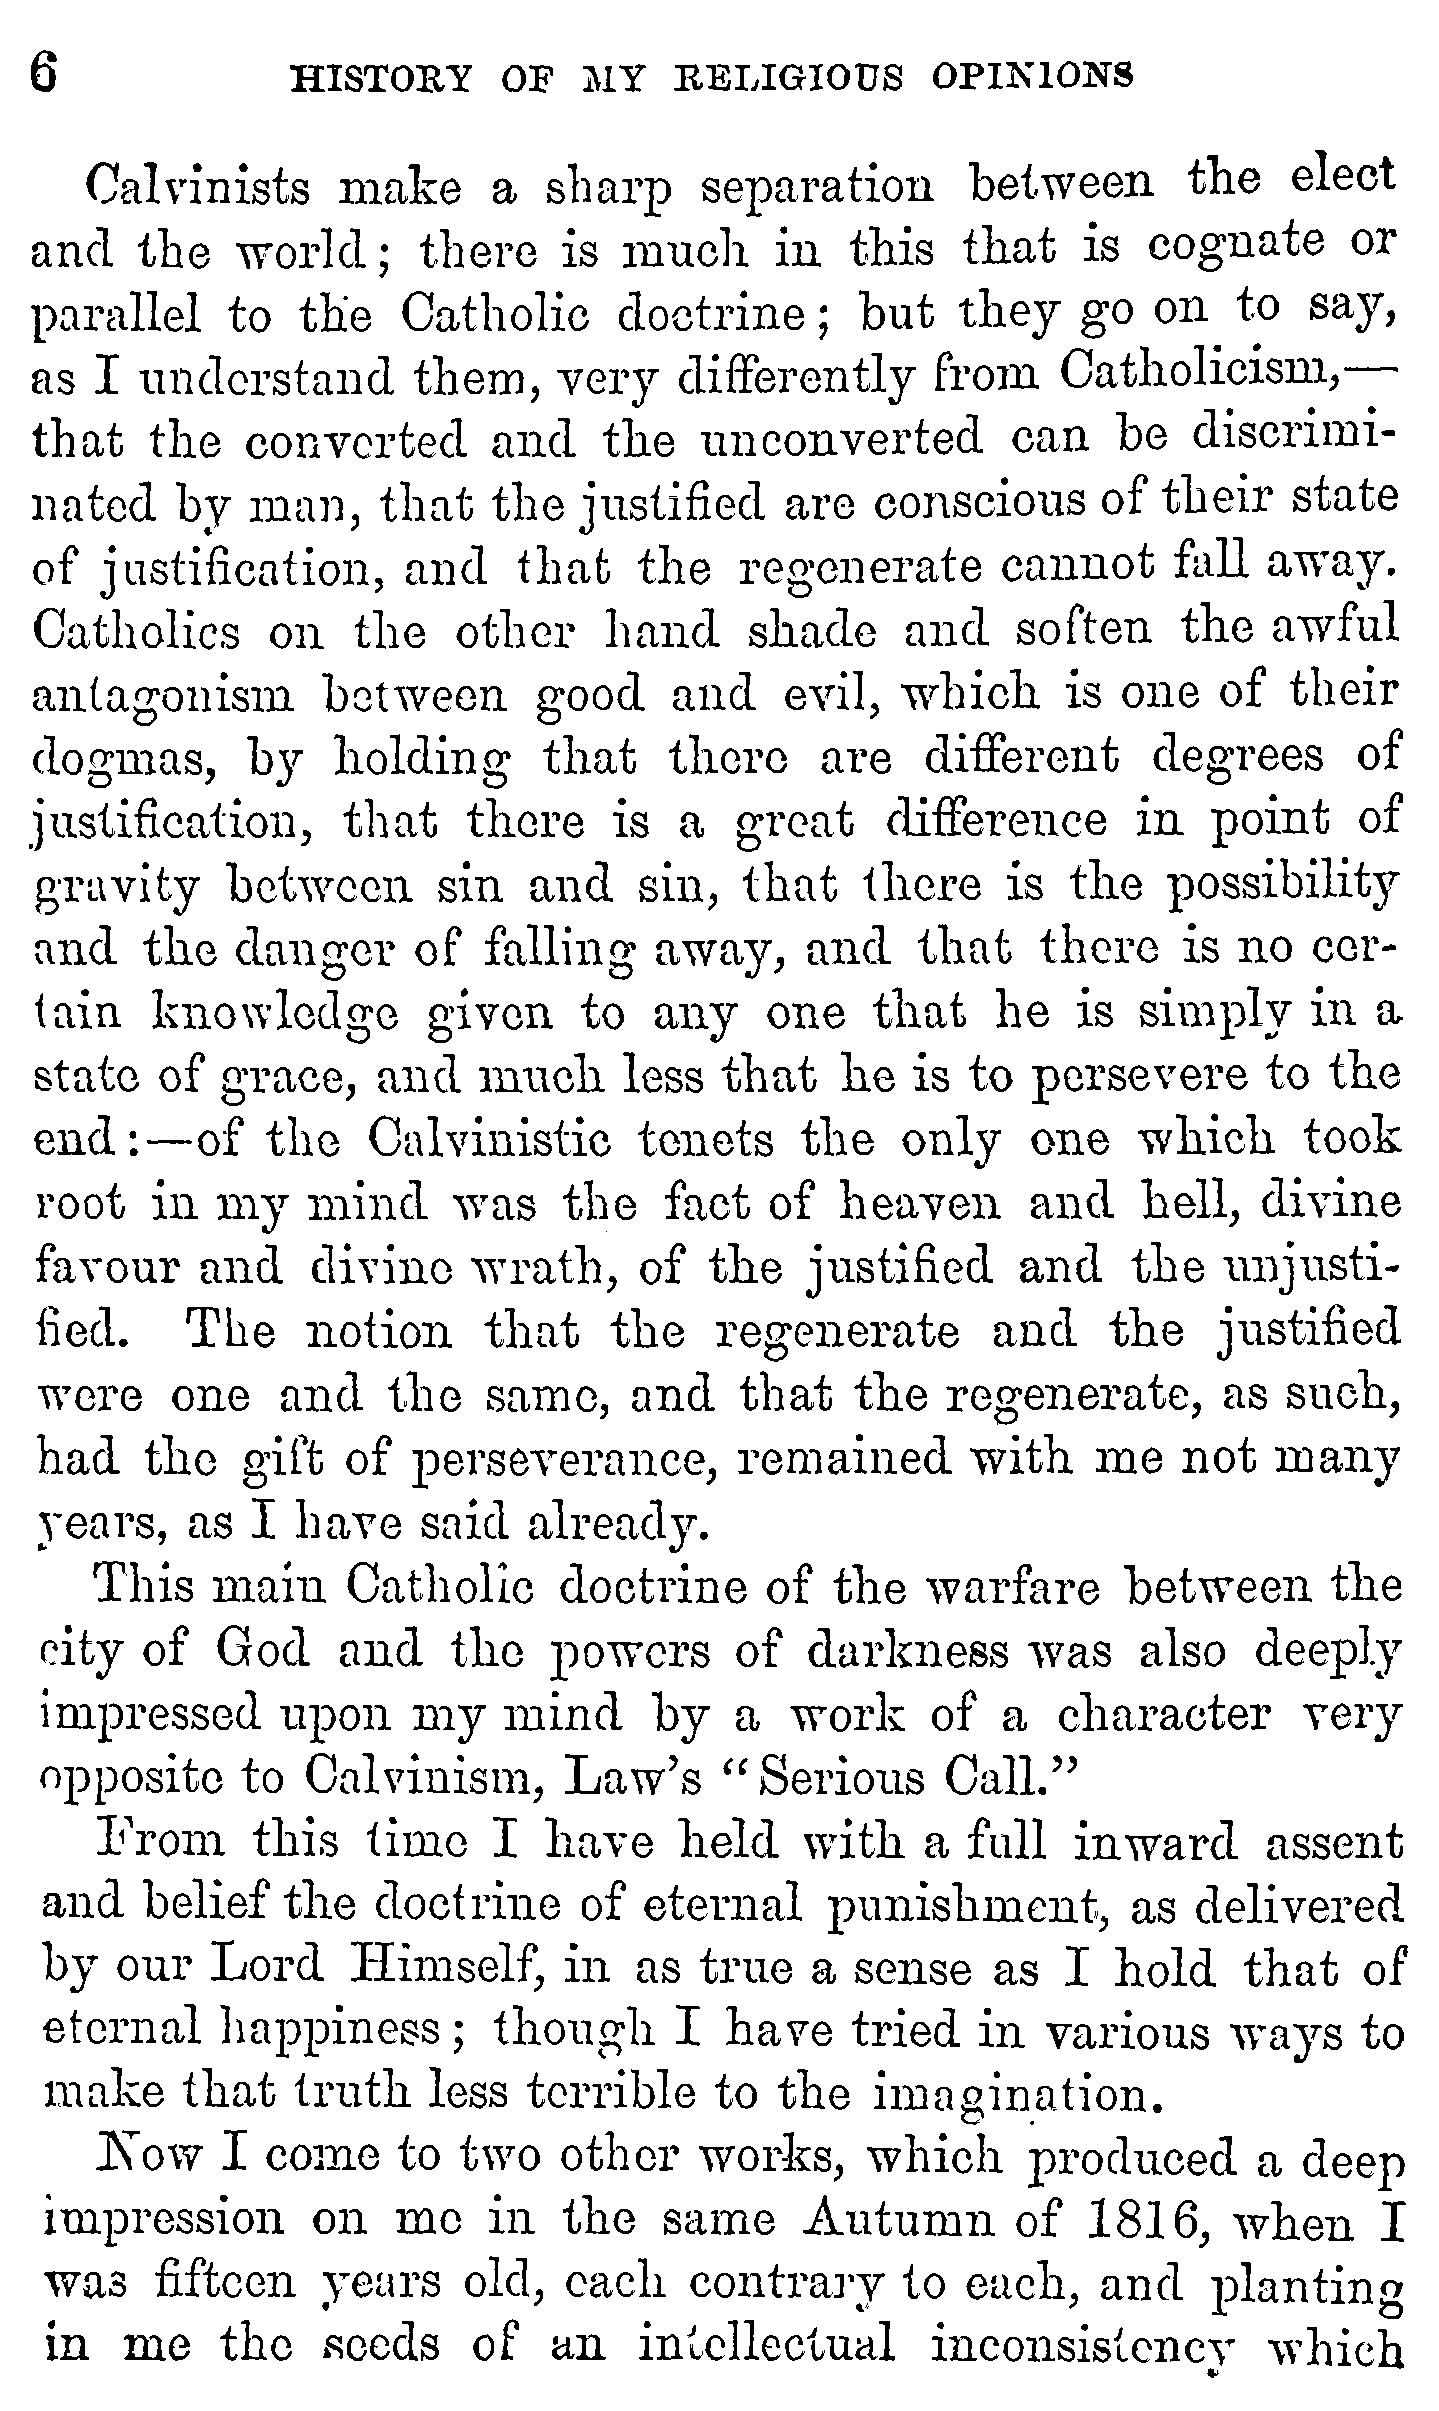 6 HISTORY OF MY RELIGIOUS OPINIONS
Calvinists make a sharp separation between the elect
and the world; there is much in this that is cognate or
parallel to the Catholic doctrine; but they go on to say,
as I understand them, very differently from Catholicism,—
that the converted and the unconverted can be discrimi-
nated by man, that the justified are conscious of their state
of justification, and that the regenerate cannot fall away.
Catholics on the other hand shade and soften the awful
antagonism between good and evil, which is one of their
dogmas, by holding that there are different degrees of
justification, that there is a great difference in point of
gravity between sin and sin, that there is the possibility
and the danger of falling away, and that there is no cer-
tain knowledge given to any one that he is simply in a
state of grace, and much less that he is to persevere to the
end:—of the Calvinistic tenets the only one which took
root in my mind was the fact of heaven and hell, divine
favour and divine wrath, of the justified and the unjusti-
fied. The notion that the regenerate and the justified
were one and the same, and that the regenerate, as such,
had the gift of perseverance, remained with me not many
years, as I have said already.
This main Catholic doctrine of the warfare between the
city of God and the powers of darkness was also deeply
impressed upon my mind by a work of a character very
opposite to Calvinism, Law's “Serious Call.”
From this time I have held with a full inward assent
and belief the doctrine of eternal punishment, as delivered
by our Lord Himself, in as true a sense as I hold that of
eternal happiness; though I have tried in various ways to
make that truth less terrible to the imagination.
Now I come to two other works, which produced a deep
impression on me in the same Autumn of 1816, when I
was fifteen years old, each contrary to each, and planting
in me the seeds of an intellectual inconsistency which